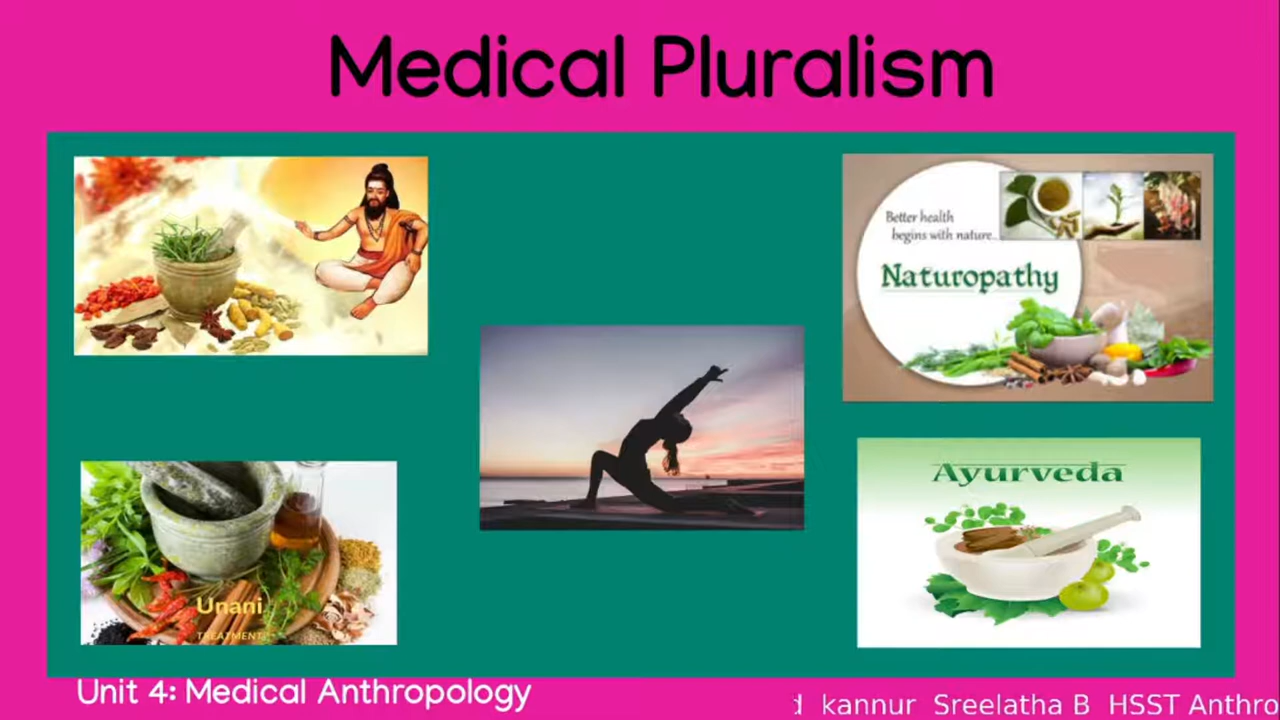 Medical Pluralism
Better health
begins with nature...
Naturopathy
Ayurveda
Unani
TREATMENT
Unit 4: Medical Anthropology
kannur Sreelatha B HSST Anthro